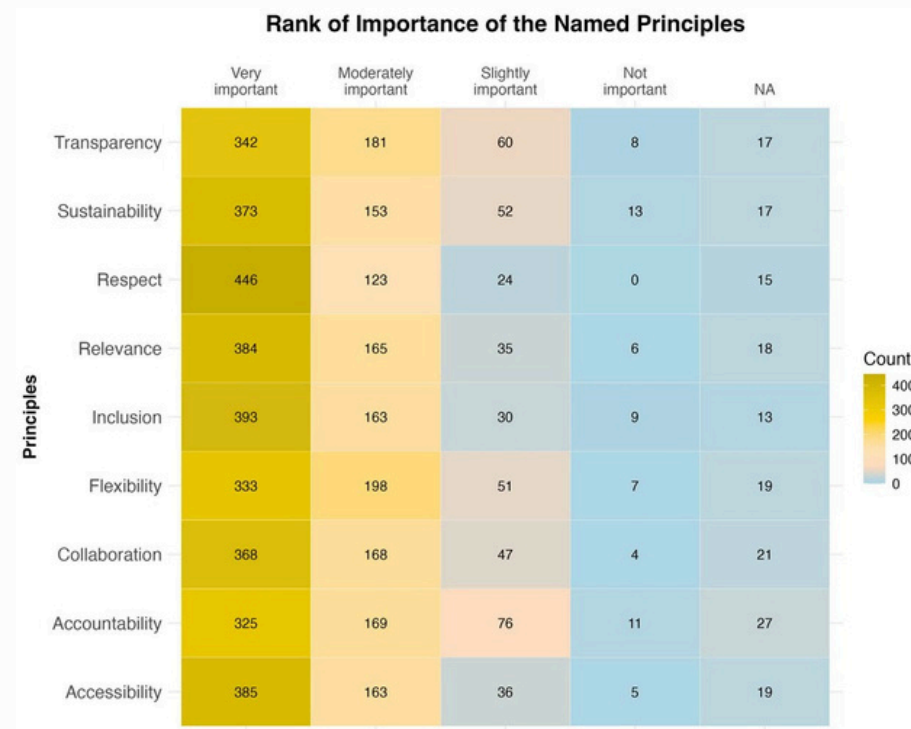 Rank of Importance of the Named Principles
Very important
Moderately important
Slightly important
Not important
NA
Transparency 342 181 60 8 17
Sustainability 373 153 52 13 17
Respect 446 123 24 0 15
Relevance 384 165 35 6 18
Inclusion 393 163 30 9 13
Flexibility 333 198 51 7 19
Collaboration 368 168 47 4 21
Accountability 325 169 76 11 27
Accessibility 385 163 36 5 19
Principles
Count
400
300
200
100
0